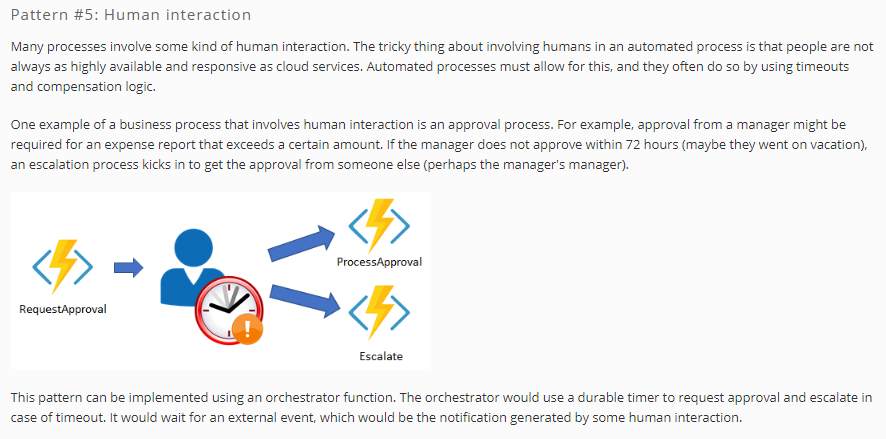 Pattern #5: Human interaction
Many processes involve some kind of human interaction. The tricky thing about involving humans in an automated process is that people are not
always as highly available and responsive as cloud services. Automated processes must allow for this, and they often do so by using timeouts
and compensation logic.
One example of a business process that involves human interaction is an approval process. For example, approval from a manager might be
required for an expense report that exceeds a certain amount. If the manager does not approve within 72 hours (maybe they went on vacation),
an escalation process kicks in to get the approval from someone else (perhaps the manager's manager).
ProcessApproval
RequestApproval
Escalate
This pattern can be implemented using an orchestrator function. The orchestrator would use a durable timer to request approval and escalate in
case of timeout. It would wait for an external event, which would be the notification generated by some human interaction.